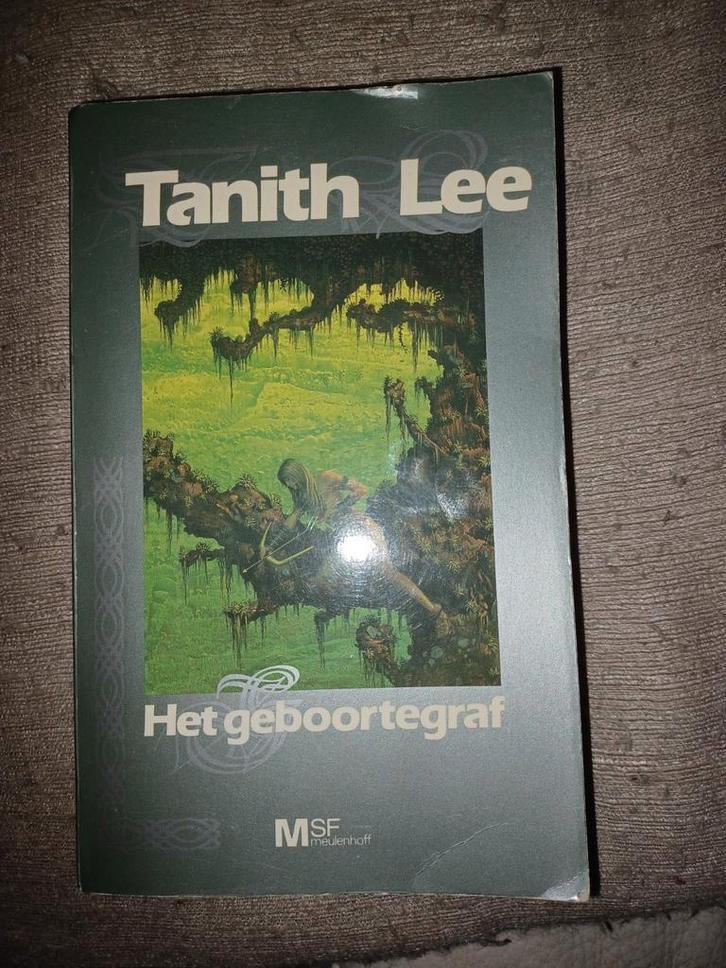 Tanith Lee
Het geboortegraf
MSF
meulenhoff